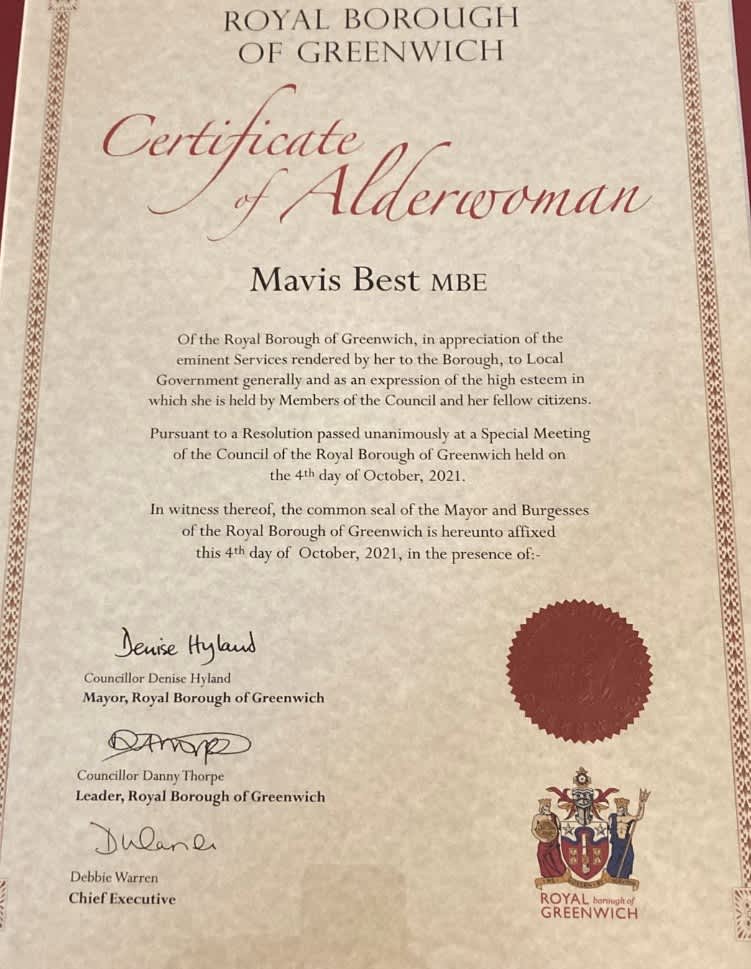 ROYAL BOROUGH
OF GREENWICH
Certificate
of Alderwoman
Mavis Best MBE
Of the Royal Borough of Greenwich, in appreciation of the
eminent Services rendered by her to the Borough, to Local
Government generally and as an expression of the high esteem in
which she is held by Members of the Council and her fellow citizens.
Pursuant to a Resolution passed unanimously at a Special Meeting
of the Council of the Royal Borough of Greenwich held on
the 4th day of October, 2021.
In witness thereof, the common seal of the Mayor and Burgesses
of the Royal Borough of Greenwich is hereunto affixed
this 4th day of October, 2021, in the presence of:-
Denise Hyland
Councillor Denise Hyland
Mayor, Royal Borough of Greenwich
Councillor Danny Thorpe
Leader, Royal Borough of Greenwich
Debbie Warren
Chief Executive
ROYAL borough of
GREENWICH